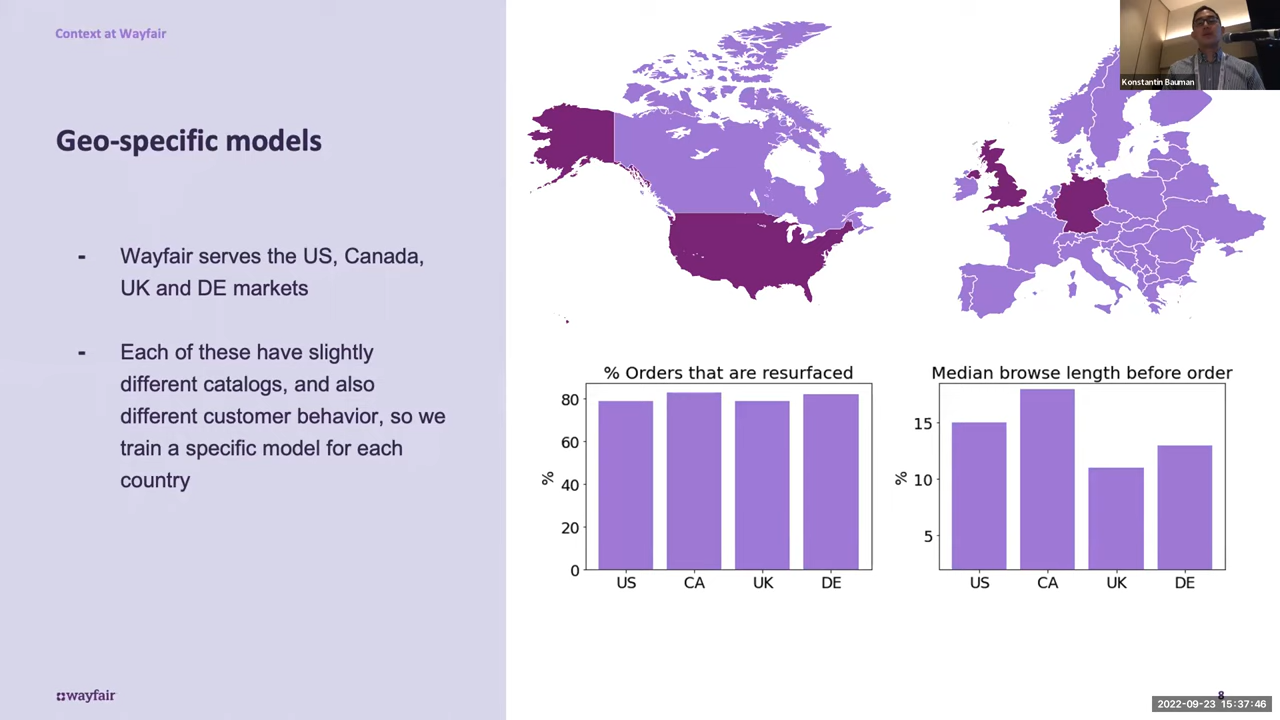 Context at Wayfair
Geo-specific models
- Wayfair serves the US, Canada,
UK and DE markets
- Each of these have slightly
different catalogs, and also
different customer behavior, so we
train a specific model for each
country
Konstantin Bauman
% Orders that are resurfaced
80
60
40
20
0
%
US CA UK DE
Median browse length before order
15
10
5
%
US CA UK DE
wayfair
8
2022-09-23 15:37:46